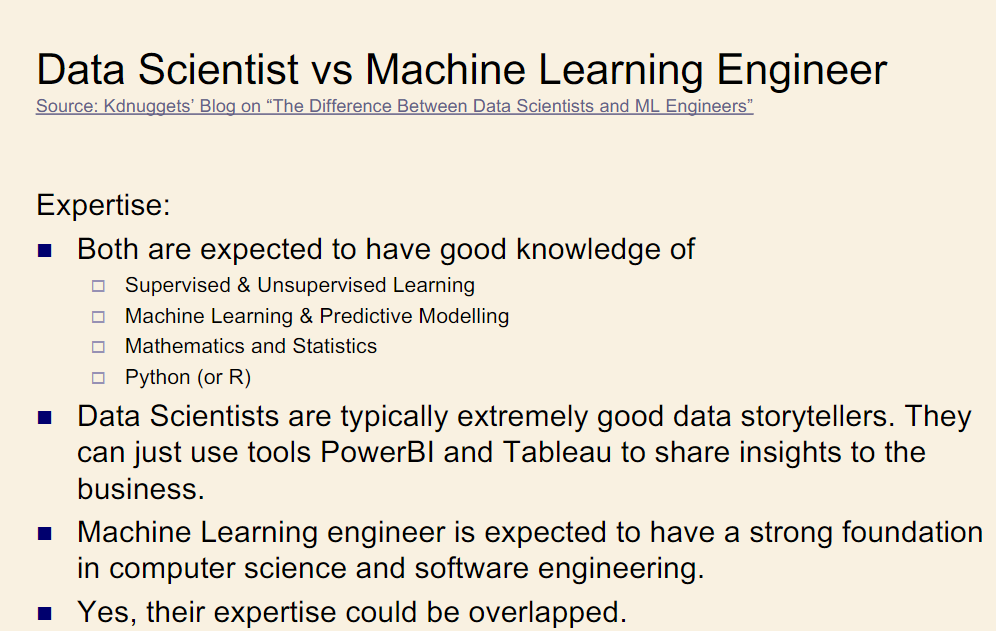 Data Scientist vs Machine Learning Engineer
Source: Kdnuggets' Blog on “The Difference Between Data Scientists and ML Engineers”
Expertise:
Both are expected to have good knowledge of
Supervised & Unsupervised Learning
Machine Learning & Predictive Modelling
Mathematics and Statistics
Python (or R)
Data Scientists are typically extremely good data storytellers. They
can just use tools PowerBI and Tableau to share insights to the
business.
Machine Learning engineer is expected to have a strong foundation
in computer science and software engineering.
Yes, their expertise could be overlapped.